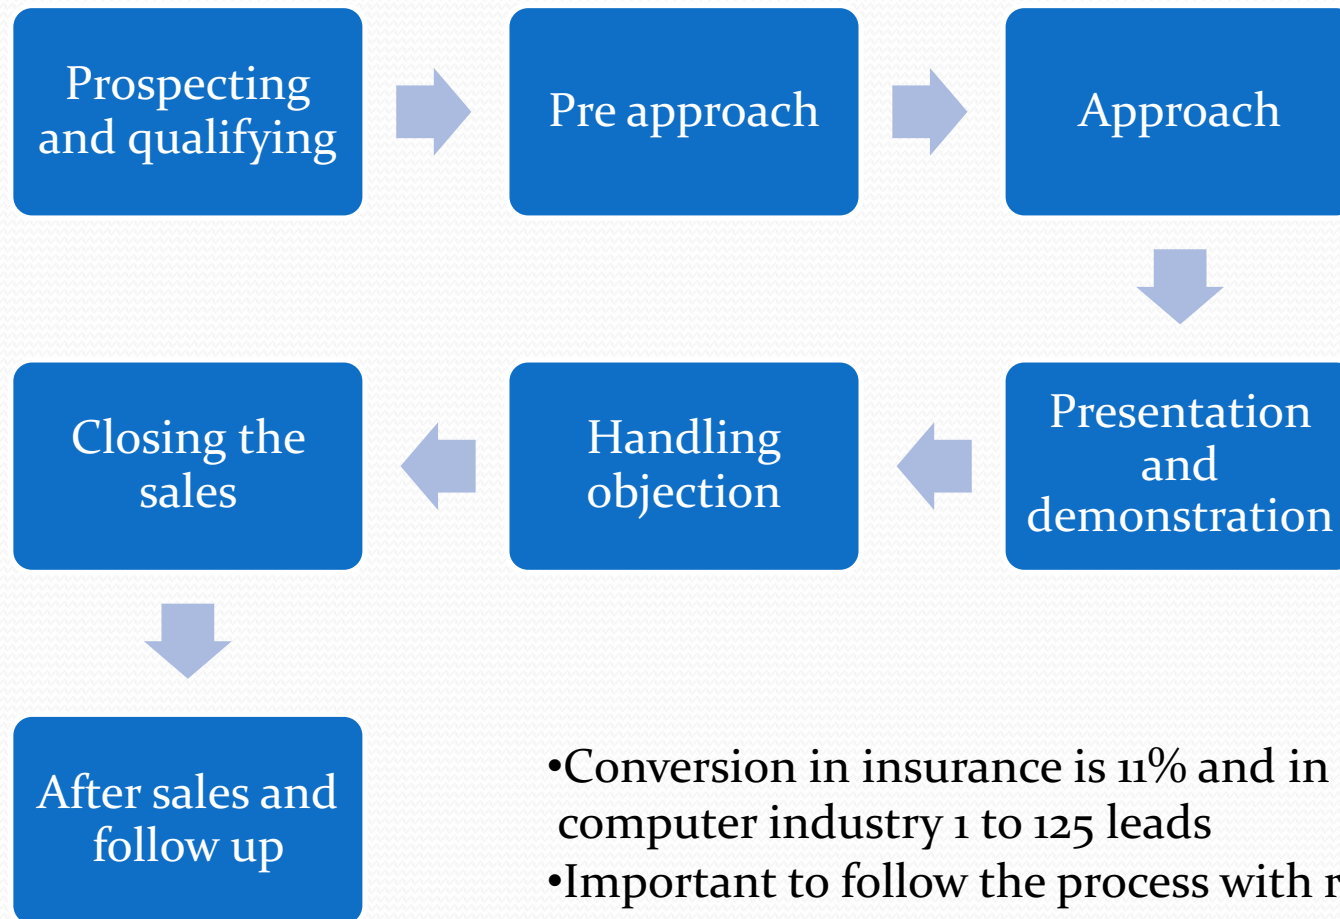 Prospecting
and qualifying
Pre approach
Approach
Presentation
and
demonstration
Handling
objection
Closing the
sales
After sales and
follow up
•Conversion in insurance is 11% and in
computer industry 1 to 125 leads
•Important to follow the process with